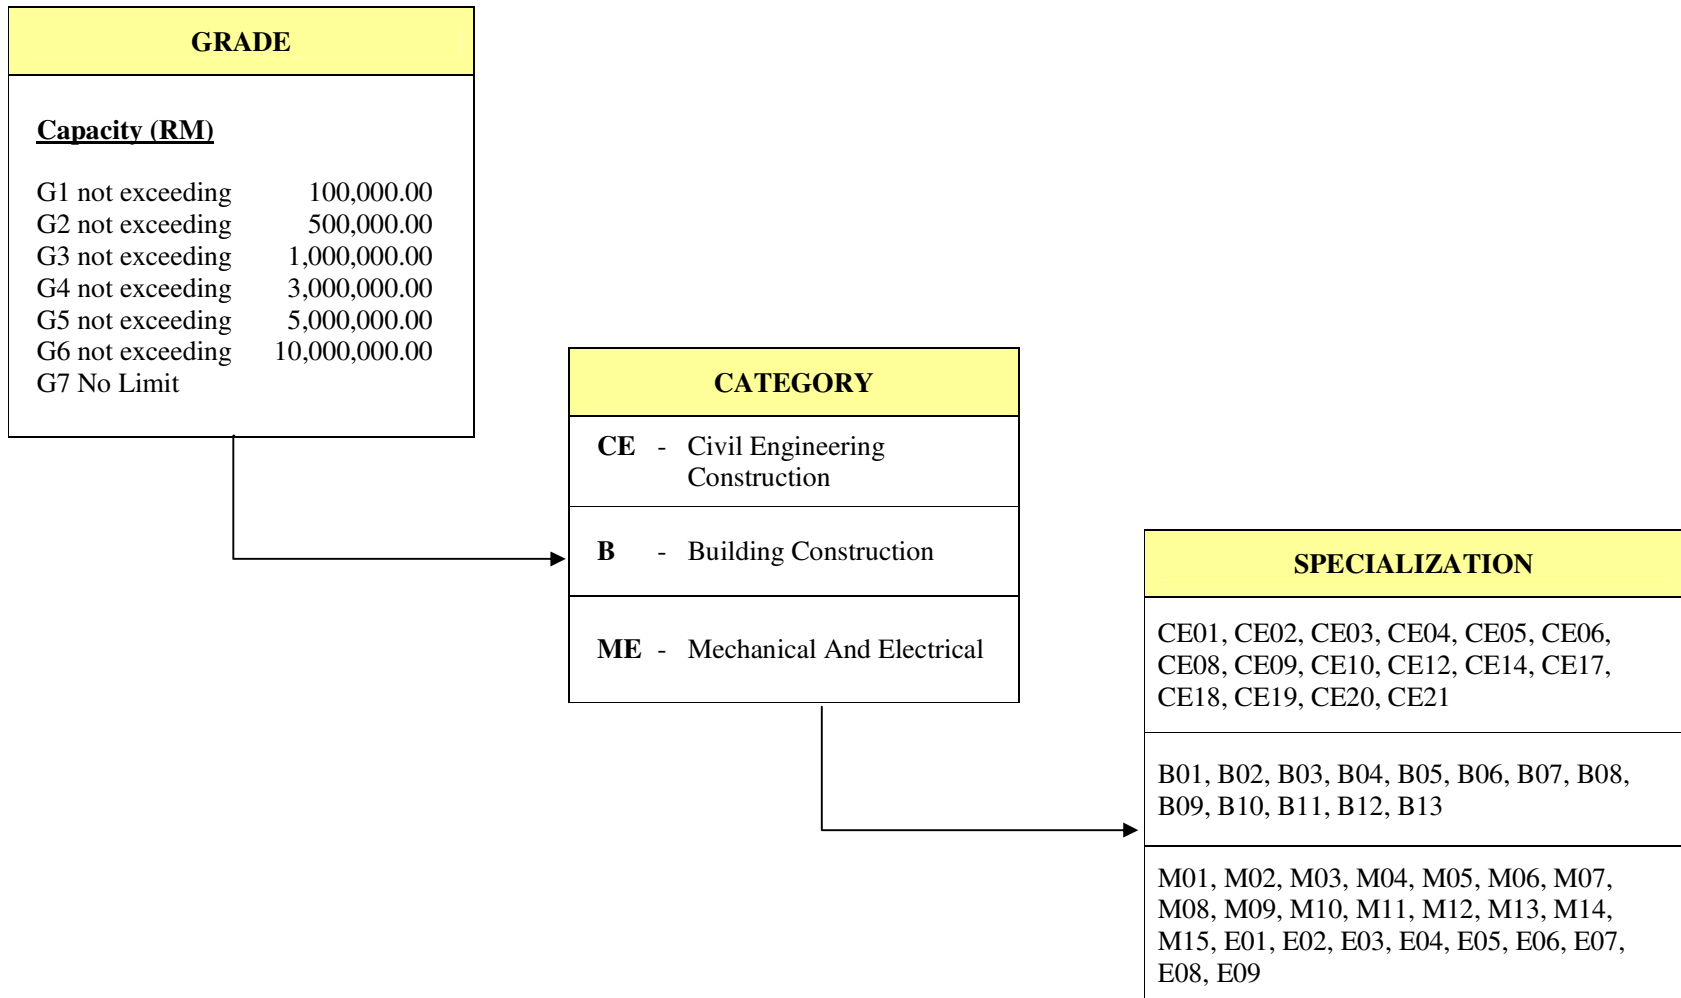 GRADE
Capacity (RM)
G1 not exceeding 100,000.00
G2 not exceeding 500,000.00
G3 not exceeding 1,000,000.00
G4 not exceeding 3,000,000.00
G5 not exceeding 5,000,000.00
G6 not exceeding 10,000,000.00
G7 No Limit
CATEGORY
CE - Civil Engineering
Construction
B - Building Construction
ME - Mechanical And Electrical
SPECIALIZATION
CE01, CE02, CE03, CE04, CE05, CE06,
CE08, CE09, CE10, CE12, CE14, CE17,
CE18, CE19, CE20, CE21
B01, B02, B03, B04, B05, B06, B07, B08,
B09, B10, B11, B12, B13
M01, M02, M03, M04, M05, M06, M07,
M08, M09, M10, M11, M12, M13, M14,
M15, E01, E02, E03, E04, E05, E06, E07,
E08, E09